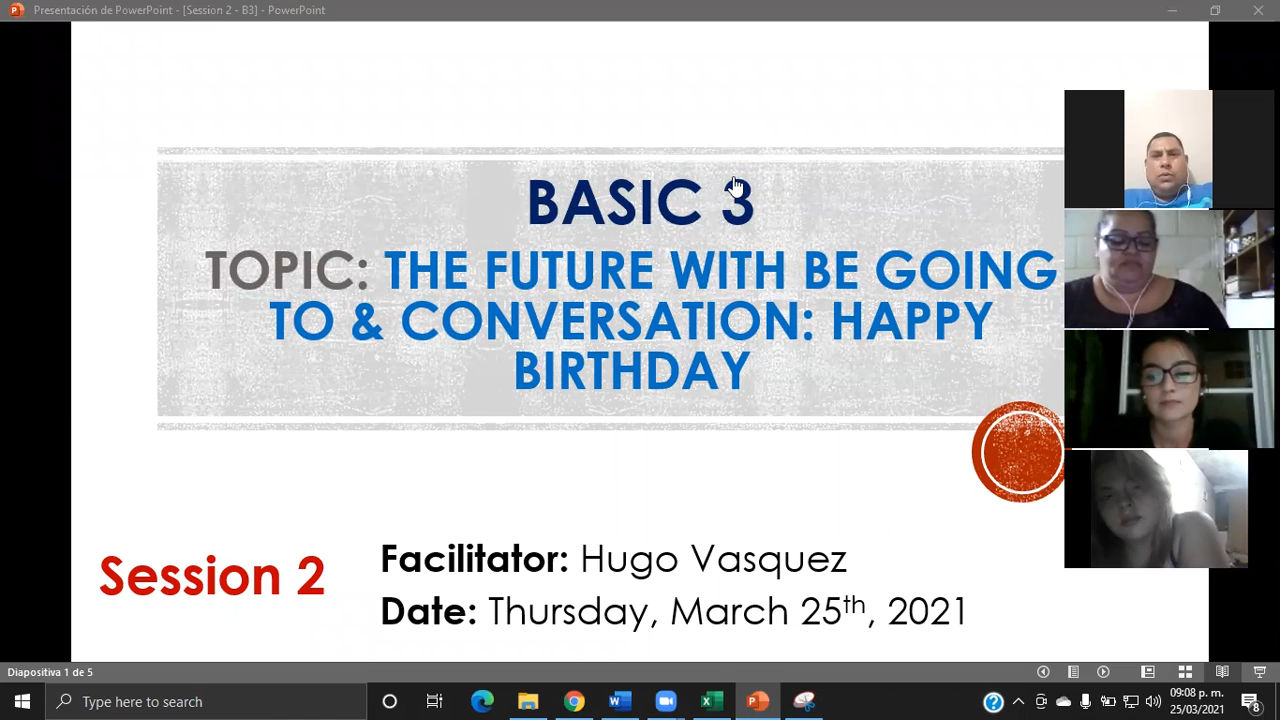 Presentación de PowerPoint - [Session 2 - B3] - PowerPoint
BASIC 3
TOPIC: THE FUTURE WITH BE GOING
TO & CONVERSATION: HAPPY
BIRTHDAY
Session 2
Facilitator: Hugo Vasquez
Date: Thursday, March 25th, 2021
Diapositiva 1 de 5
Type here to search
09:08 p. m.
25/03/2021
8